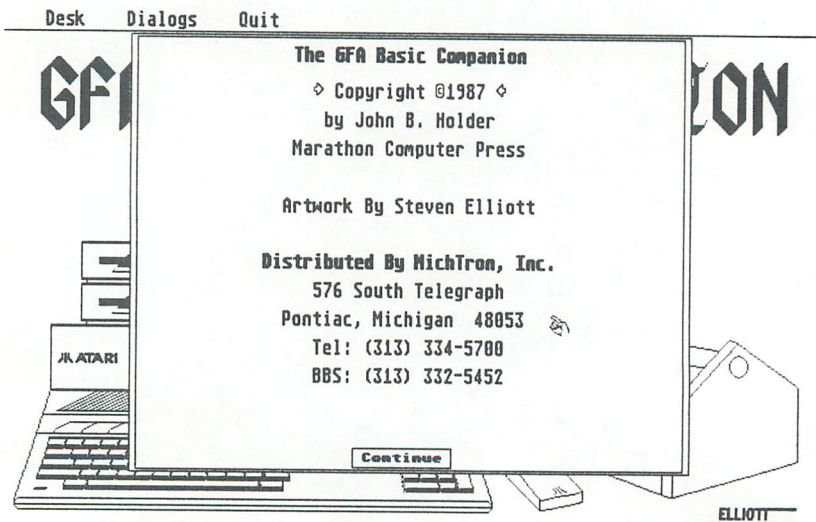 Desk Dialogs Quit
The GFA Basic Companion
Copyright ©1987
by John B. Holder
Marathon Computer Press
Artwork By Steven Elliott
Distributed By MichTron, Inc.
576 South Telegraph
Pontiac, Michigan 48053
Tel: (313) 334-5700
BBS: (313) 332-5452
Continue
GF
ION
ATARI
ELLIOTT